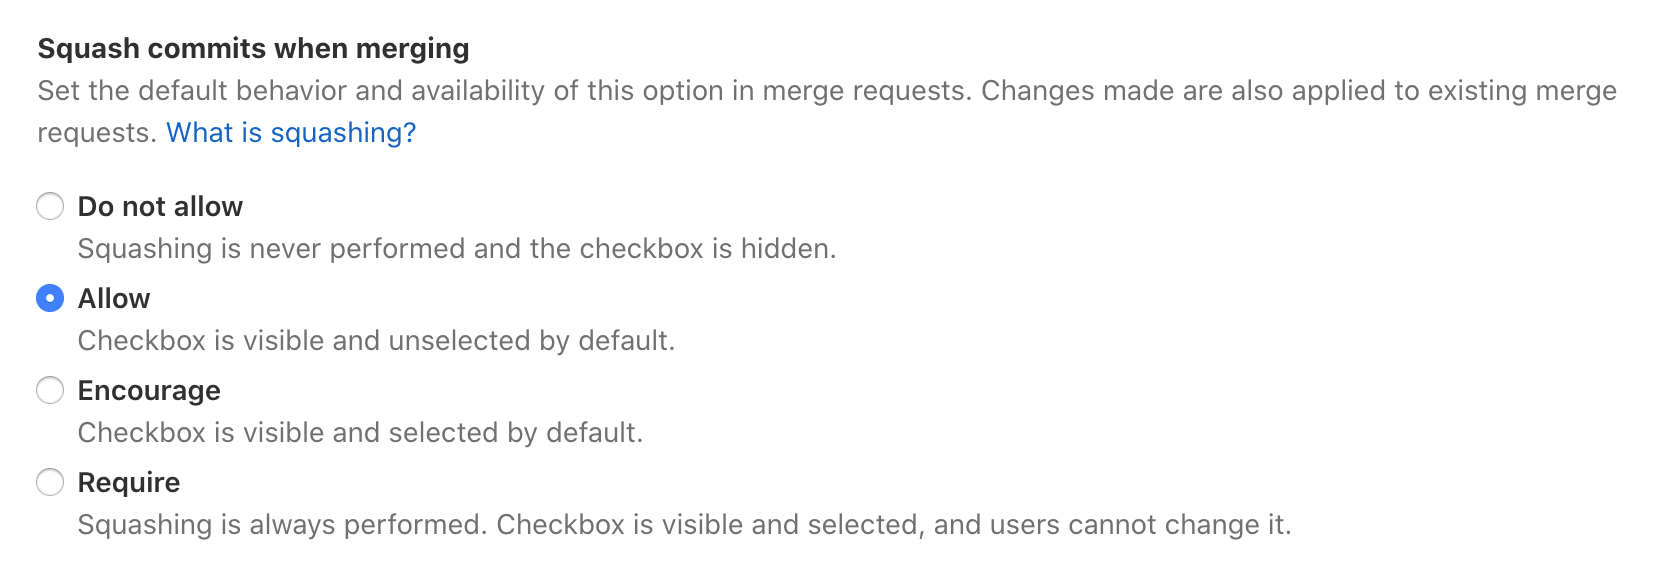 Squash commits when merging
Set the default behavior and availability of this option in merge requests. Changes made are also applied to existing merge
requests. What is squashing?
Do not allow
Squashing is never performed and the checkbox is hidden.
Allow
Checkbox is visible and unselected by default.
Encourage
Checkbox is visible and selected by default.
Require
Squashing is always performed. Checkbox is visible and selected, and users cannot change it.